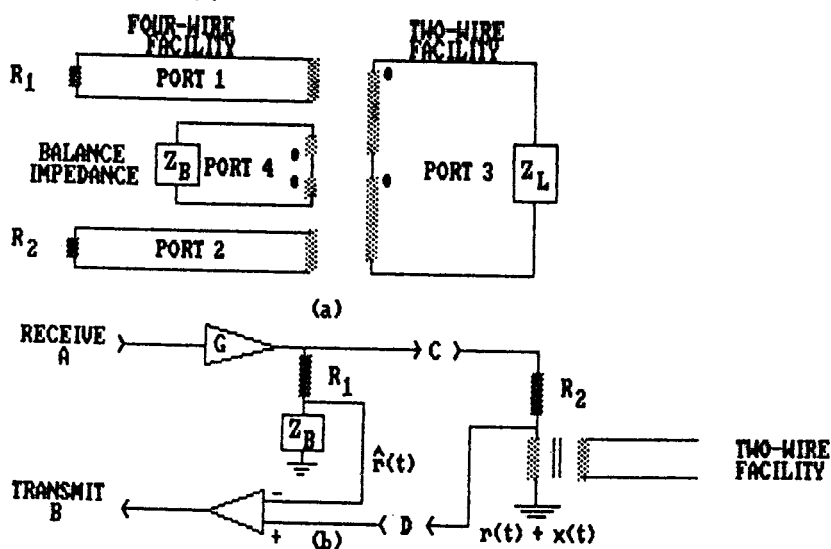 FOUR-WIRE
FACILITY
TWO-WIRE
FACILITY
R1
PORT 1
BALANCE
IMPEDANCE
ZB
PORT 4
PORT 3
ZL
R2
PORT 2
(a)
RECEIVE
A
G
C
R1
R2
ZB
r̂(t)
TWO-WIRE
FACILITY
TRANSMIT
B
-
+
(b)
D
r(t) + x(t)